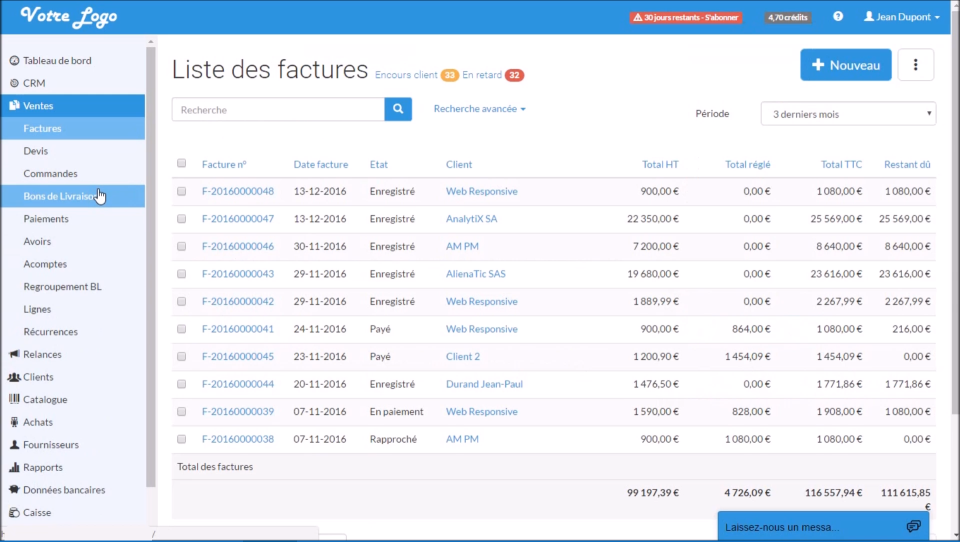 Votre Logo
30 jours restants - S'abonner
4,70 crédits
Jean Dupont
Tableau de bord
CRM
Ventes
Factures
Devis
Commandes
Bons de Livraiso
Paiements
Avoirs
Acomptes
Regroupement BL
Lignes
Récurrences
Relances
Clients
Catalogue
Achats
Fournisseurs
Rapports
Données bancaires
Caisse
Liste des factures Encours client 33 En retard 32
Nouveau
Recherche
Recherche avancée
Période
3 derniers mois
Facture n° Date facture Etat Client Total HT Total réglé Total TTC Restant dû
F-20160000048 13-12-2016 Enregistré Web Responsive 900,00 € 0,00 € 1 080,00 € 1 080,00 €
F-20160000047 13-12-2016 Enregistré AnalytiX SA 22 350,00 € 0,00 € 25 569,00 € 25 569,00 €
F-20160000046 30-11-2016 Enregistré AM PM 7 200,00 € 0,00 € 8 640,00 € 8 640,00 €
F-20160000043 29-11-2016 Enregistré AlienaTic SAS 19 680,00 € 0,00 € 23 616,00 € 23 616,00 €
F-20160000042 29-11-2016 Enregistré Web Responsive 1 889,99 € 0,00 € 2 267,99 € 2 267,99 €
F-20160000041 24-11-2016 Payé Web Responsive 900,00 € 864,00 € 1 080,00 € 216,00 €
F-20160000045 23-11-2016 Payé Client 2 1 200,90 € 1 454,09 € 1 454,09 € 0,00 €
F-20160000044 20-11-2016 Enregistré Durand Jean-Paul 1 476,50 € 0,00 € 1 771,86 € 1 771,86 €
F-20160000039 07-11-2016 En paiement Web Responsive 1 590,00 € 828,00 € 1 908,00 € 1 080,00 €
F-20160000038 07-11-2016 Rapproché AM PM 900,00 € 1 080,00 € 1 080,00 € 0,00 €
Total des factures
99 197,39 € 4 726,09 € 116 557,94 € 111 615,85
€
Laissez-nous un messa...